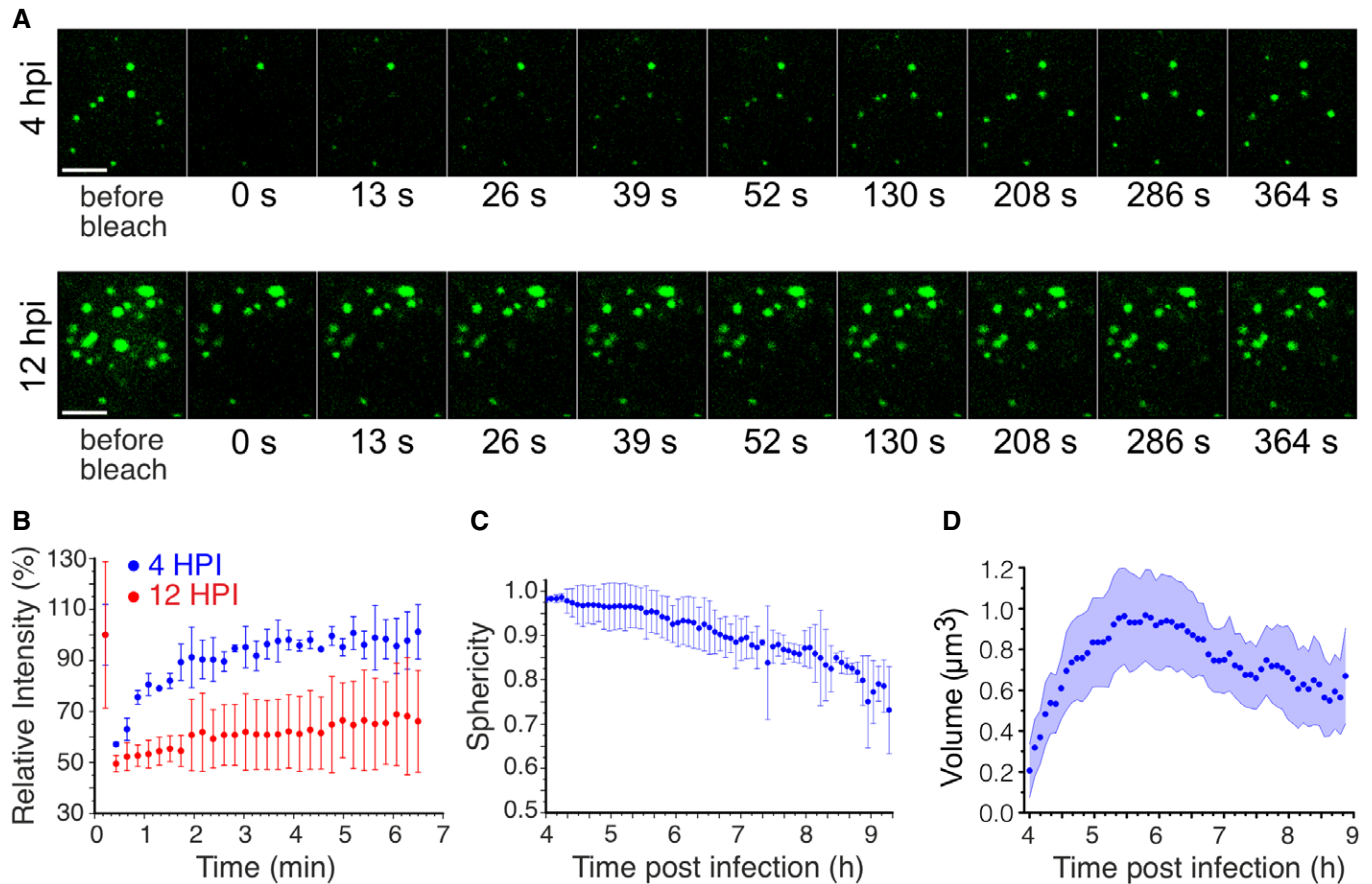 A
4 hpi
before
bleach
0 s
13 s
26 s
39 s
52 s
130 s
208 s
286 s
364 s
12 hpi
before
bleach
0 s
13 s
26 s
39 s
52 s
130 s
208 s
286 s
364 s
B
Relative Intensity (%)
130
110
90
70
50
30
4 HPI
12 HPI
0 1 2 3 4 5 6 7
Time (min)
C
Sphericity
1.0
0.9
0.8
0.7
0.6
0.5
4 5 6 7 8 9
Time post infection (h)
D
Volume (µm3)
1.2
1.0
0.8
0.6
0.4
0.2
0.0
4 5 6 7 8 9
Time post infection (h)